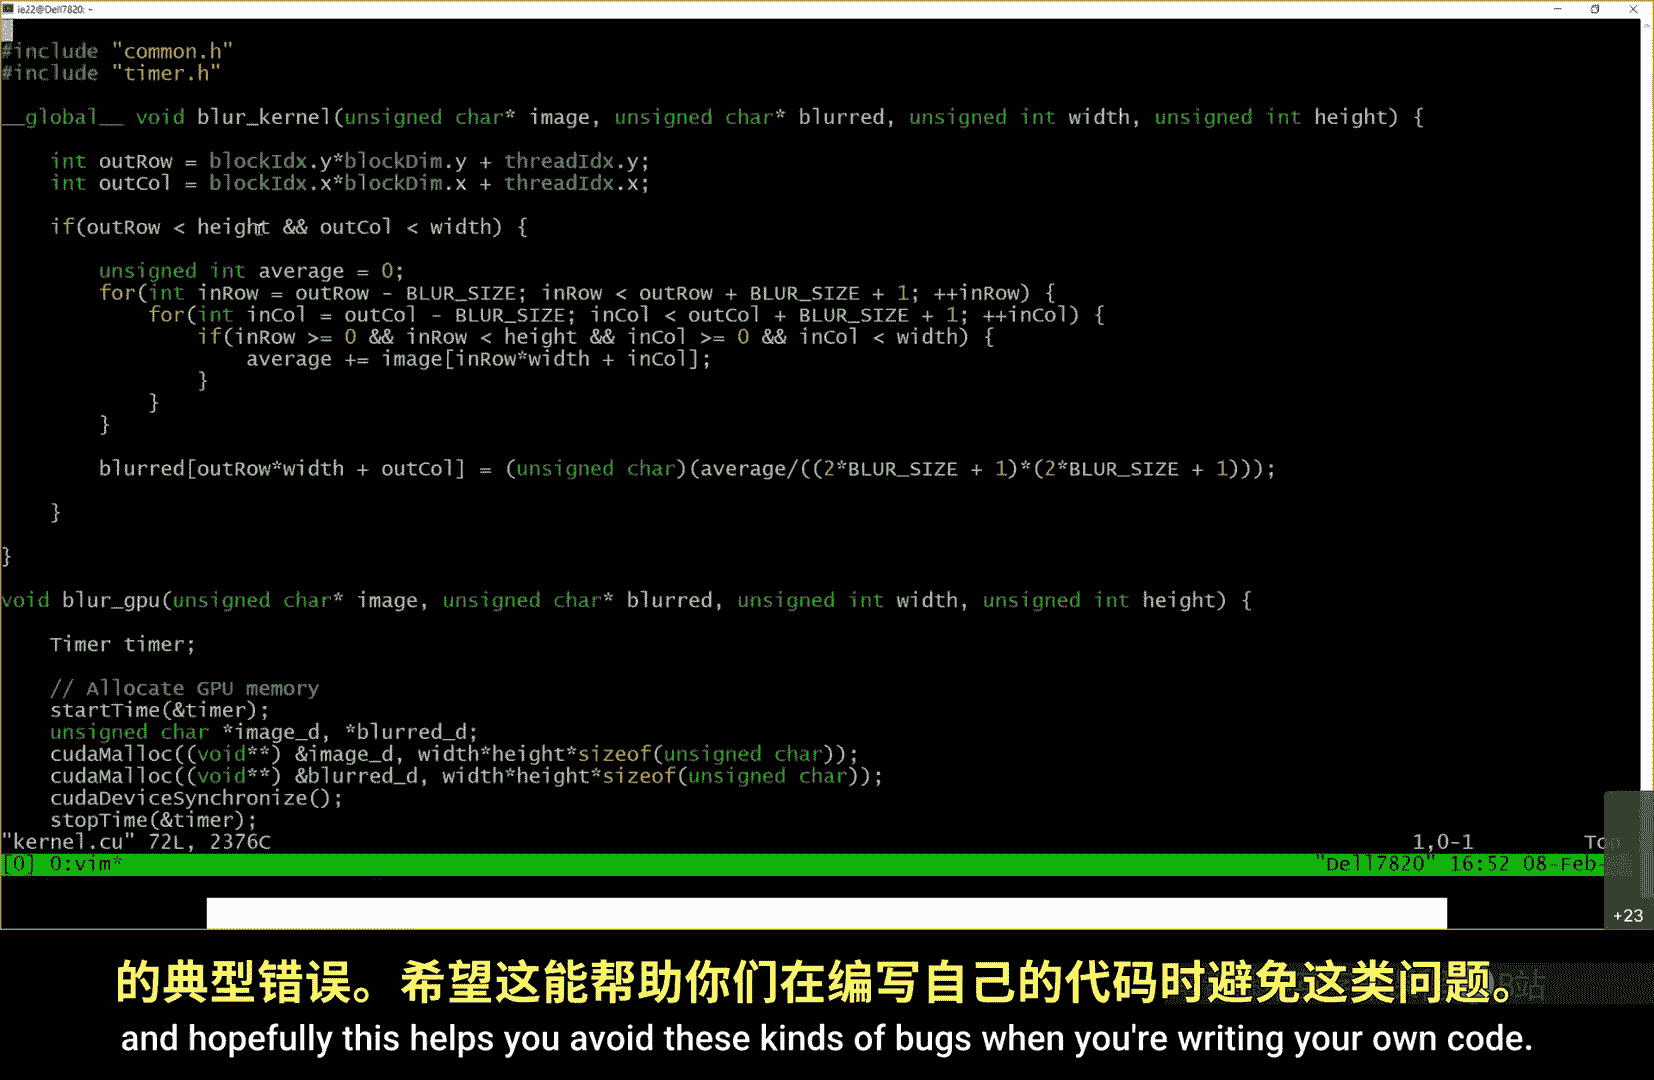 ie22@Dell7820: ~
#include "common.h"
#include "timer.h"
__global__ void blur_kernel(unsigned char* image, unsigned char* blurred, unsigned int width, unsigned int height) {
    int outRow = blockIdx.y*blockDim.y + threadIdx.y;
    int outCol = blockIdx.x*blockDim.x + threadIdx.x;
    if(outRow < height && outCol < width) {
        unsigned int average = 0;
        for(int inRow = outRow - BLUR_SIZE; inRow < outRow + BLUR_SIZE + 1; ++inRow) {
            for(int inCol = outCol - BLUR_SIZE; inCol < outCol + BLUR_SIZE + 1; ++inCol) {
                if(inRow >= 0 && inRow < height && inCol >= 0 && inCol < width) {
                    average += image[inRow*width + inCol];
                }
            }
        }
        blurred[outRow*width + outCol] = (unsigned char)(average/((2*BLUR_SIZE + 1)*(2*BLUR_SIZE + 1)));
    }
}
void blur_gpu(unsigned char* image, unsigned char* blurred, unsigned int width, unsigned int height) {
    Timer timer;
    // Allocate GPU memory
    startTime(&timer);
    unsigned char *image_d, *blurred_d;
    cudaMalloc((void**) &image_d, width*height*sizeof(unsigned char));
    cudaMalloc((void**) &blurred_d, width*height*sizeof(unsigned char));
    cudaDeviceSynchronize();
    stopTime(&timer);
"kernel.cu" 72L, 2376C 1,0-1 Top
[0] 0:vim* "Dell7820" 16:52 08-Feb-
+23
的典型错误。希望这能帮助你们在编写自己的代码时避免这类问题。
and hopefully this helps you avoid these kinds of bugs when you're writing your own code.